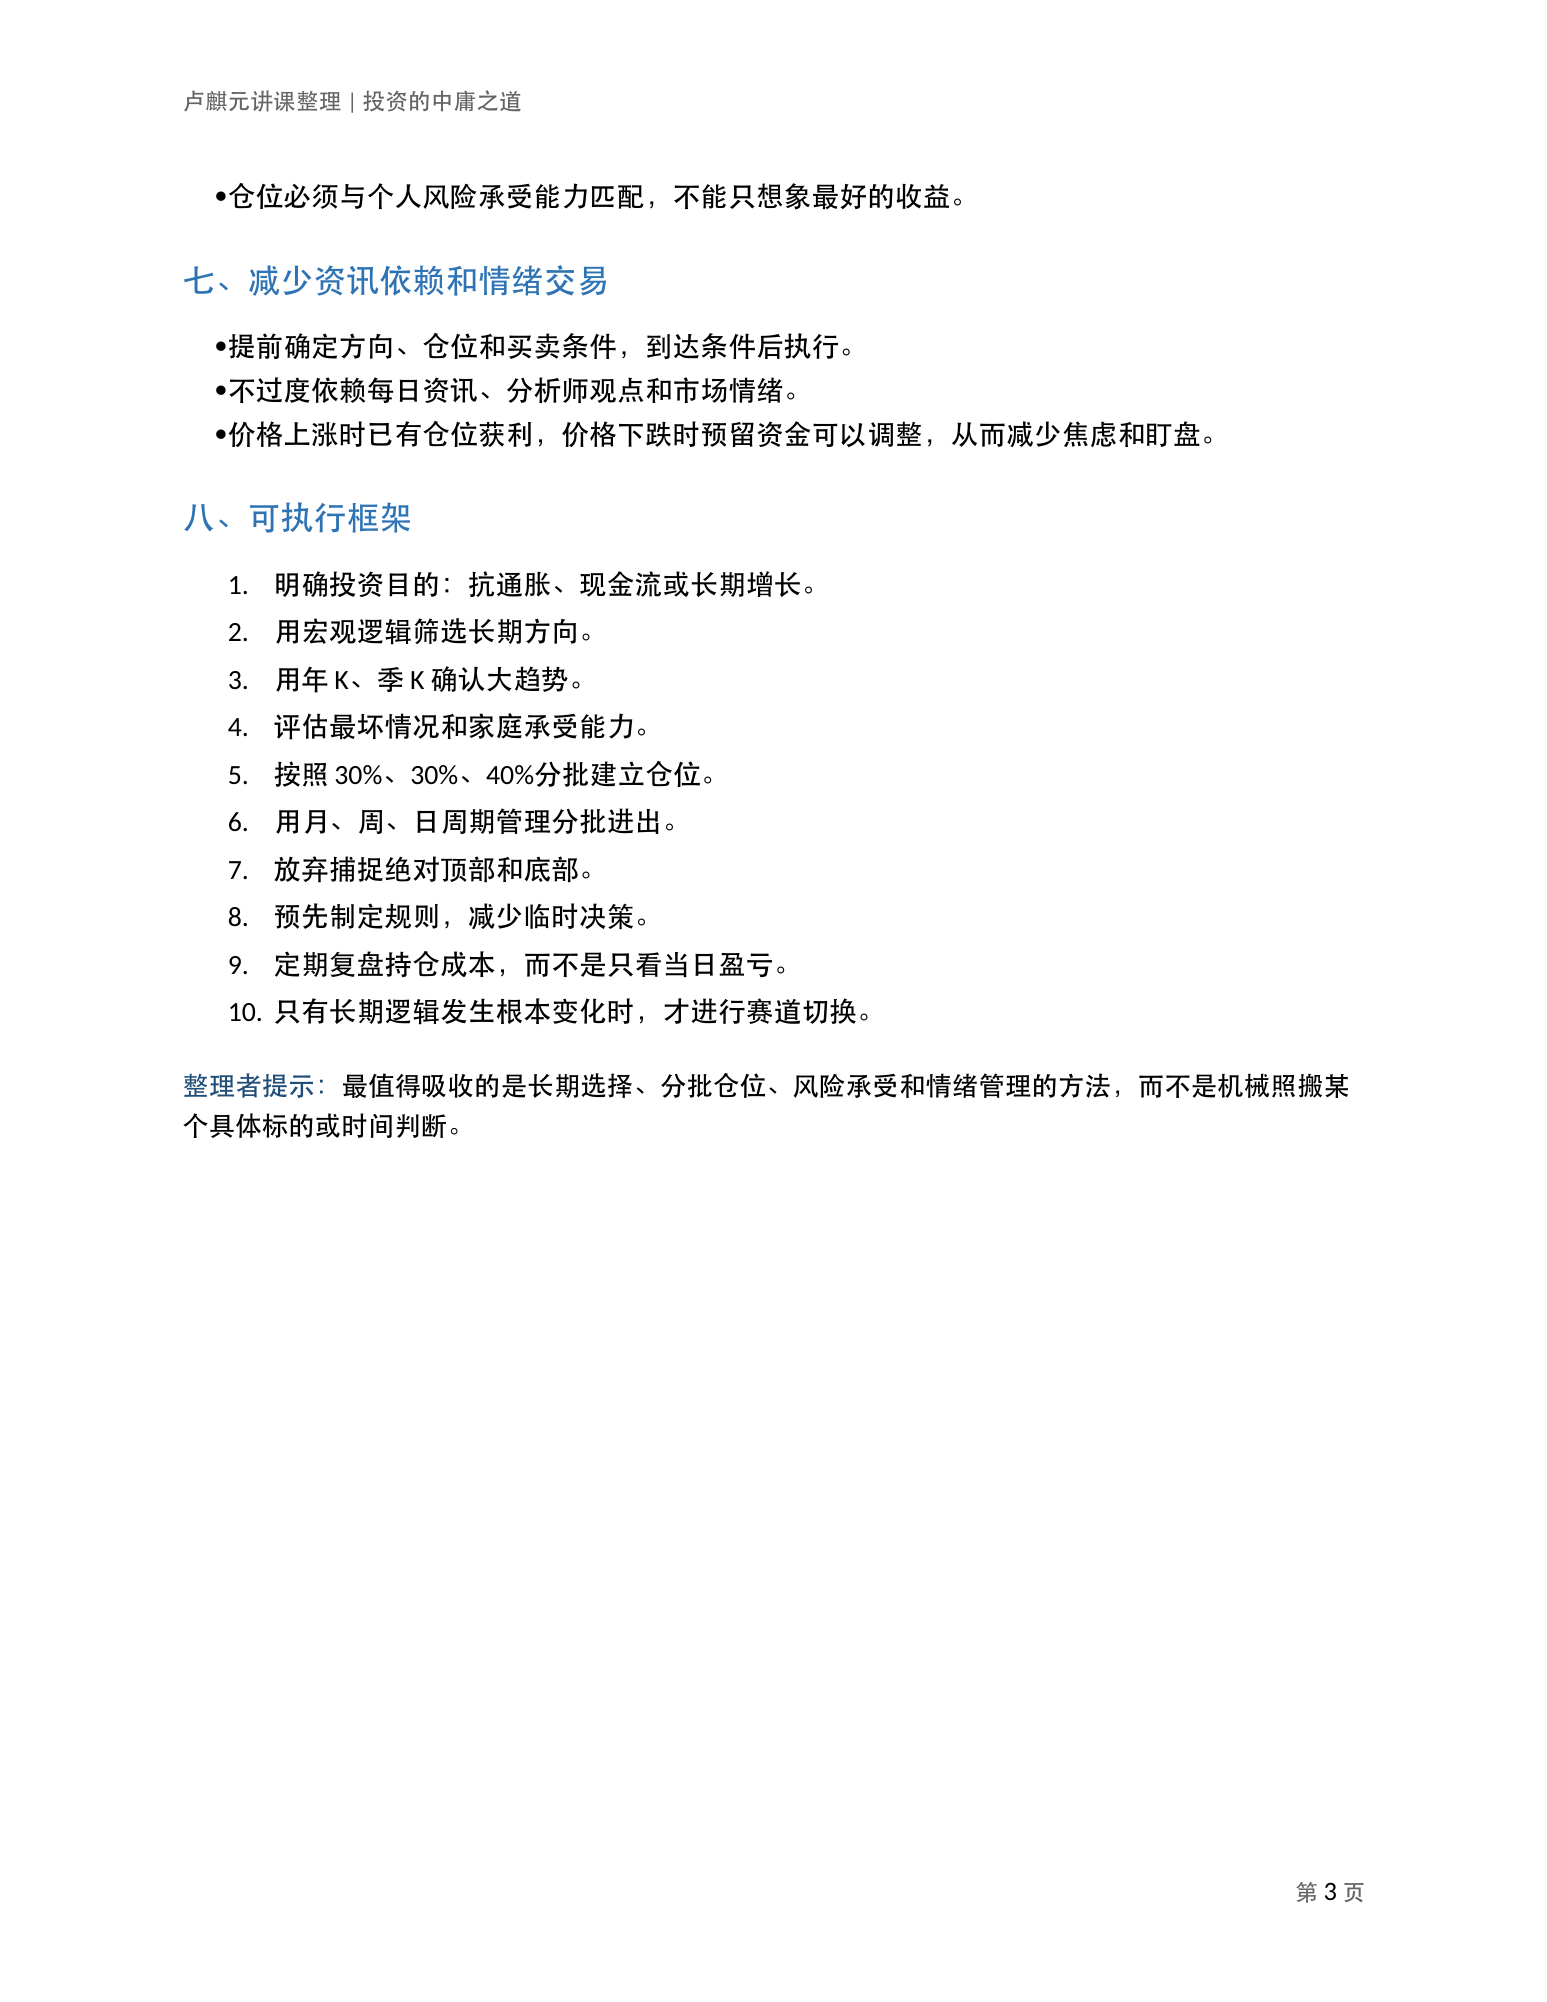 卢麒元讲课整理 | 投资的中庸之道
•仓位必须与个人风险承受能力匹配，不能只想象最好的收益。
七、减少资讯依赖和情绪交易
•提前确定方向、仓位和买卖条件，到达条件后执行。
•不过度依赖每日资讯、分析师观点和市场情绪。
•价格上涨时已有仓位获利，价格下跌时预留资金可以调整，从而减少焦虑和盯盘。
八、可执行框架
1. 明确投资目的：抗通胀、现金流或长期增长。
2. 用宏观逻辑筛选长期方向。
3. 用年 K、季 K 确认大趋势。
4. 评估最坏情况和家庭承受能力。
5. 按照 30%、30%、40%分批建立仓位。
6. 用月、周、日周期管理分批进出。
7. 放弃捕捉绝对顶部和底部。
8. 预先制定规则，减少临时决策。
9. 定期复盘持仓成本，而不是只看当日盈亏。
10. 只有长期逻辑发生根本变化时，才进行赛道切换。
整理者提示：最值得吸收的是长期选择、分批仓位、风险承受和情绪管理的方法，而不是机械照搬某
个具体标的或时间判断。
第 3 页